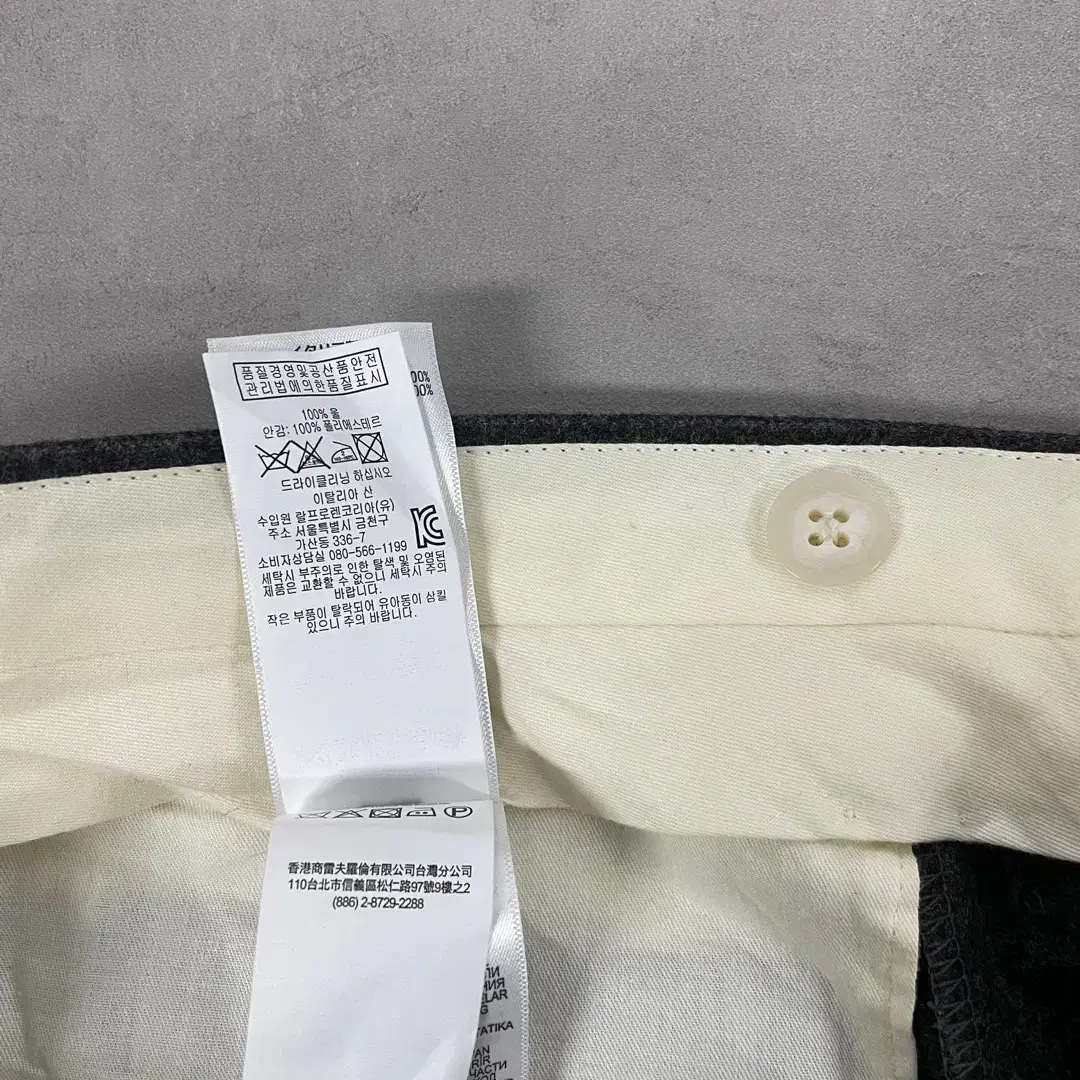 품질경영및공산품안전
관리법에의한품질표시
00%
00%
100% 울
안감: 100% 폴리에스테르
드라이클리닝 하십시오
이탈리아 산
수입원 랄프로렌코리아(유)
주소 서울특별시 금천구
가산동 336-7
소비자상담실 080-566-1199
세탁시 부주의로 인한 탈색 및 오염된
제품은 교환할 수 없으니 세탁시 주의
바랍니다.
작은 부품이 탈락되어 유아동이 삼킬
있으니 주의 바랍니다.
香港商雷夫羅倫有限公司台灣分公司
110台北市信義區松仁路97號9樓之2
(886) 2-8729-2288
ELAR
G
TATIKA
AN
R/R
ЧАСТИ